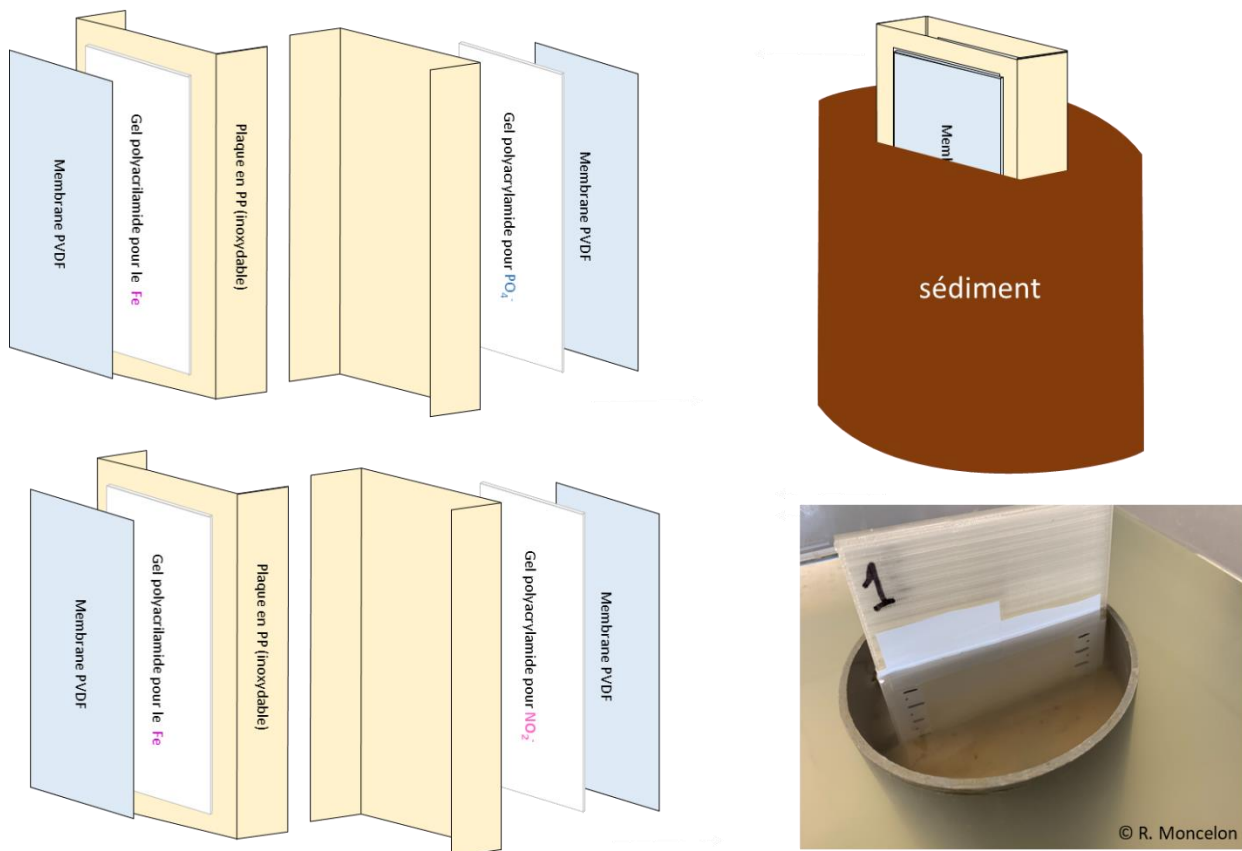 Membrane PVDF
Gel polyacrilamide pour le Fe
Plaque en PP (inoxydable)
Gel polyacrylamide pour PO₄⁻
Membrane PVDF
Memb
sédiment
Membrane PVDF
Gel polyacrilamide pour le Fe
Plaque en PP (inoxydable)
Gel polyacrylamide pour NO₂⁻
Membrane PVDF
1
© R. Moncelon